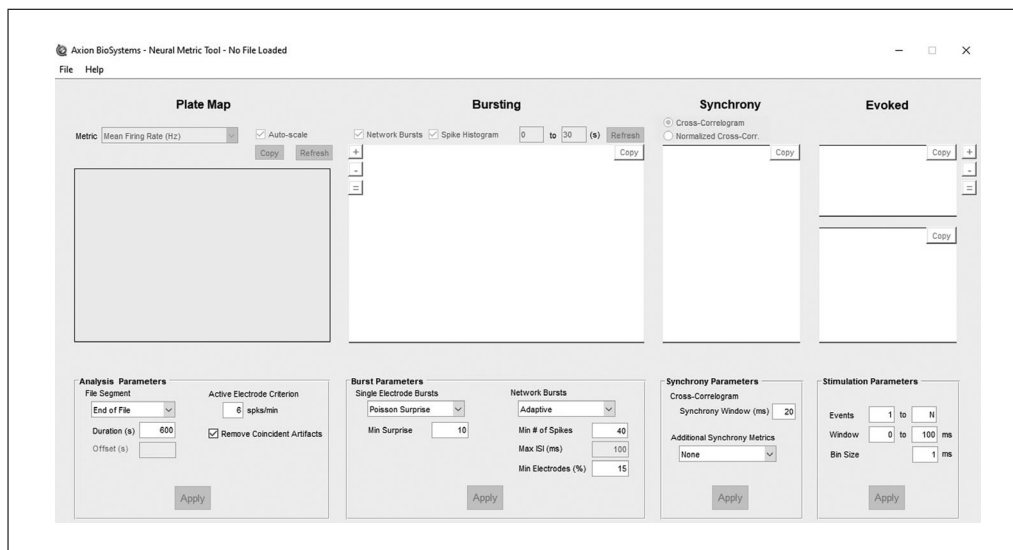 Axion BioSystems - Neural Metric Tool - No File Loaded
File Help
Plate Map
Metric Mean Firing Rate (Hz)
Auto-scale
Copy Refresh
Bursting
Network Bursts Spike Histogram 0 to 30 (s) Refresh
+
-
=
Copy
Synchrony
Cross-Correlogram
Normalized Cross-Corr.
Copy
Evoked
Copy
+
-
=
Copy
Analysis Parameters
File Segment
End of File
Duration (s) 600
Offset (s)
Active Electrode Criterion
6 spks/min
Remove Coincident Artifacts
Apply
Burst Parameters
Single Electrode Bursts
Poisson Surprise
Min Surprise 10
Network Bursts
Adaptive
Min # of Spikes 40
Max ISI (ms) 100
Min Electrodes (%) 15
Apply
Synchrony Parameters
Cross-Correlogram
Synchrony Window (ms) 20
Additional Synchrony Metrics
None
Apply
Stimulation Parameters
Events 1 to N
Window 0 to 100 ms
Bin Size 1 ms
Apply